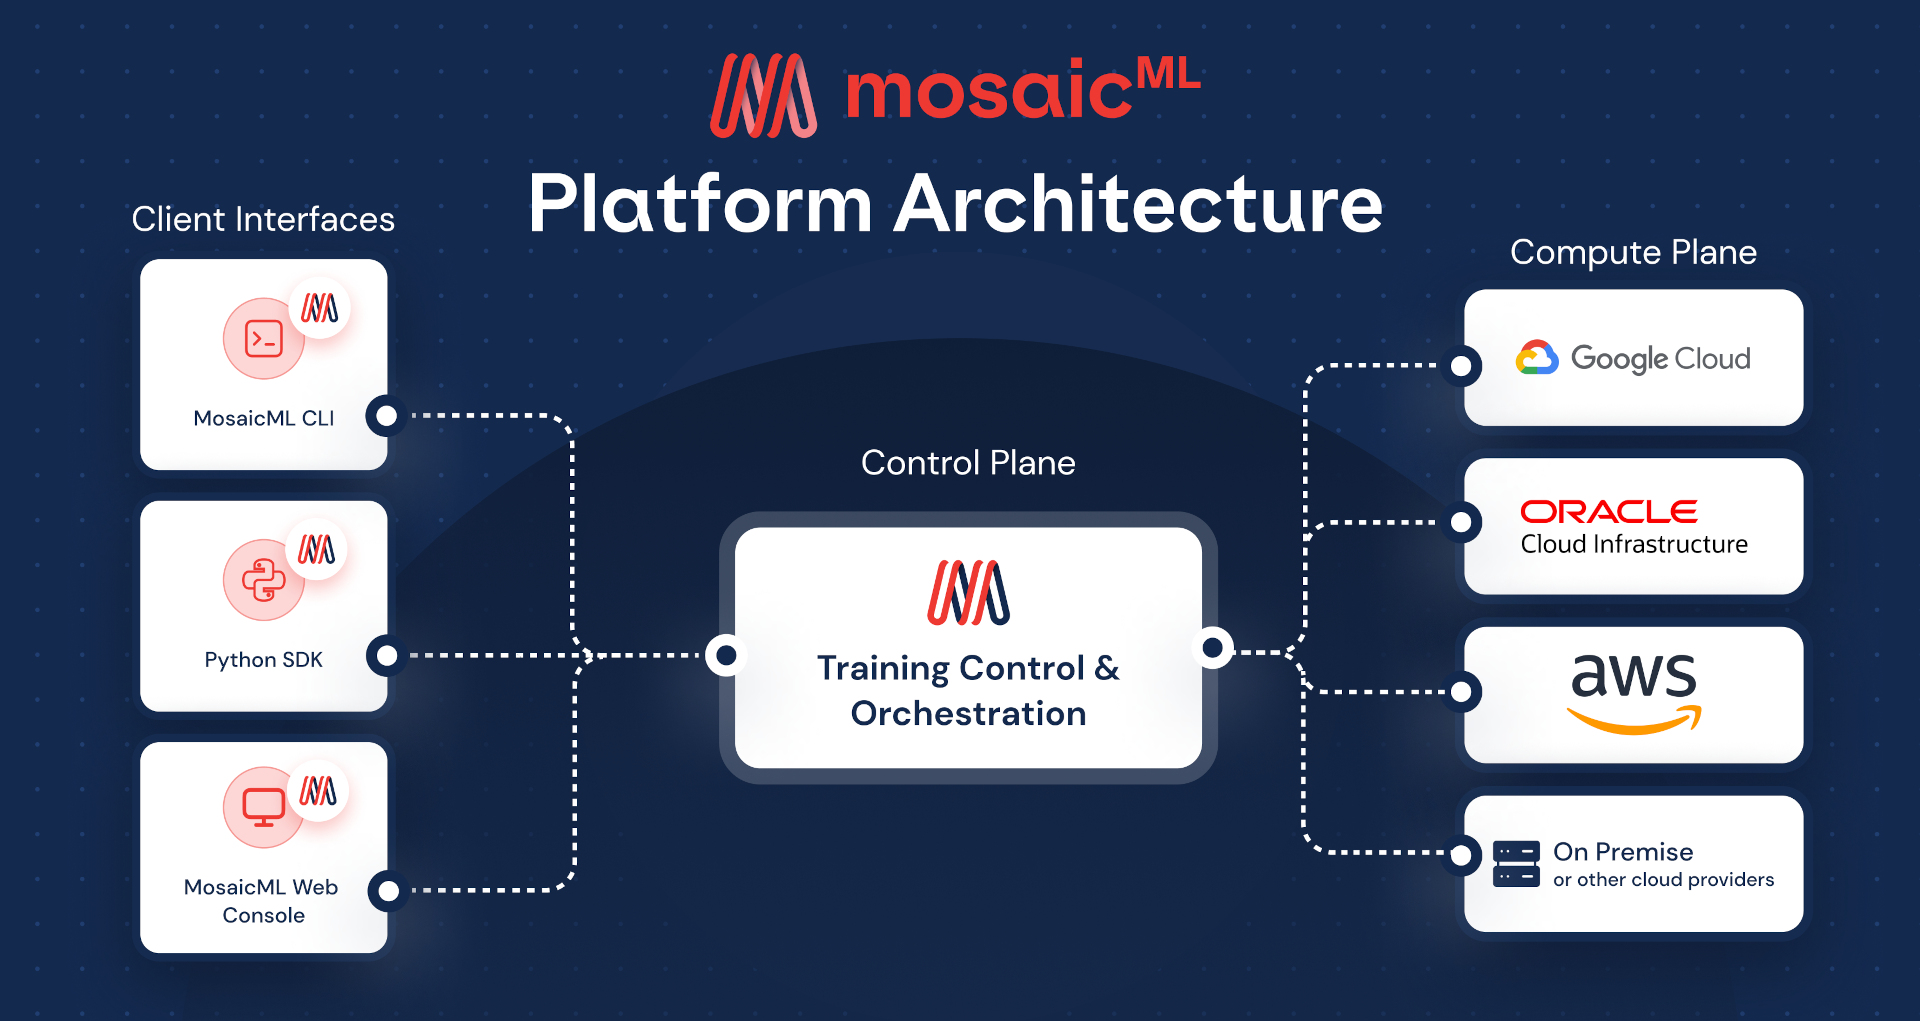 mosaicML
Platform Architecture
Client Interfaces
MosaicML CLI
Python SDK
MosaicML Web
Console
Control Plane
Training Control &
Orchestration
Compute Plane
Google Cloud
ORACLE
Cloud Infrastructure
aws
On Premise
or other cloud providers